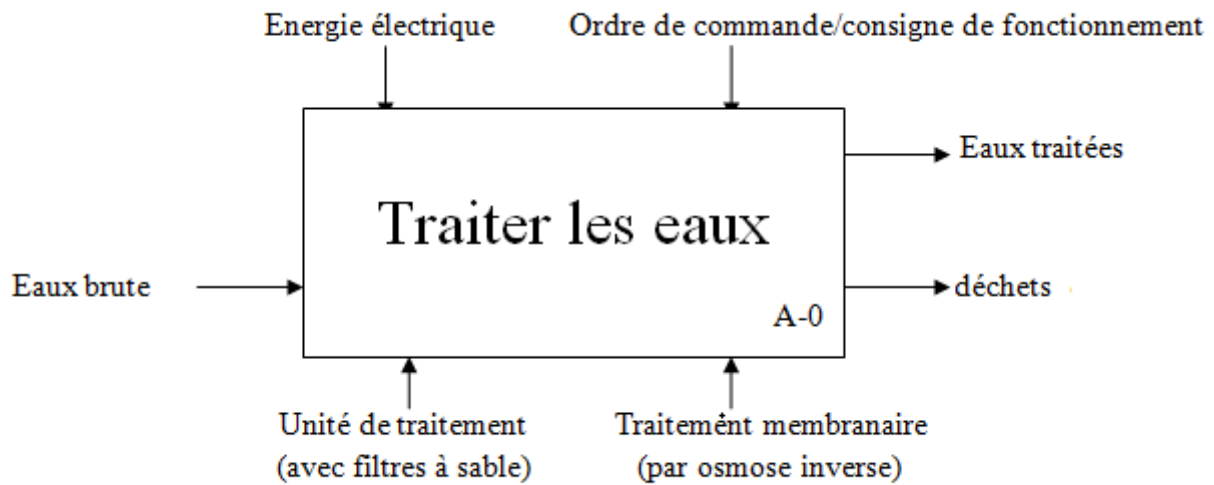 Energie électrique
Ordre de commande/consigne de fonctionnement
Eaux traitées
Traiter les eaux
Eaux brute
déchets
A-0
Unité de traitement
(avec filtres à sable)
Traitement membranaire
(par osmose inverse)